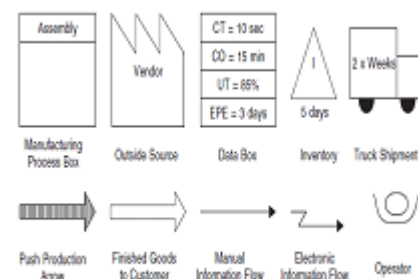 Assembly
Vendor
CT = 10 sec
CO = 15 min
UT = 85%
EPE = 3 days
I
5 days
2 x Weeks
Manufacturing
Process Box
Outside Source
Data Box
Inventory
Truck Shipment
Push Production
Arrow
Finished Goods
to Customer
Manual
Information Flow
Electronic
Information Flow
Operator